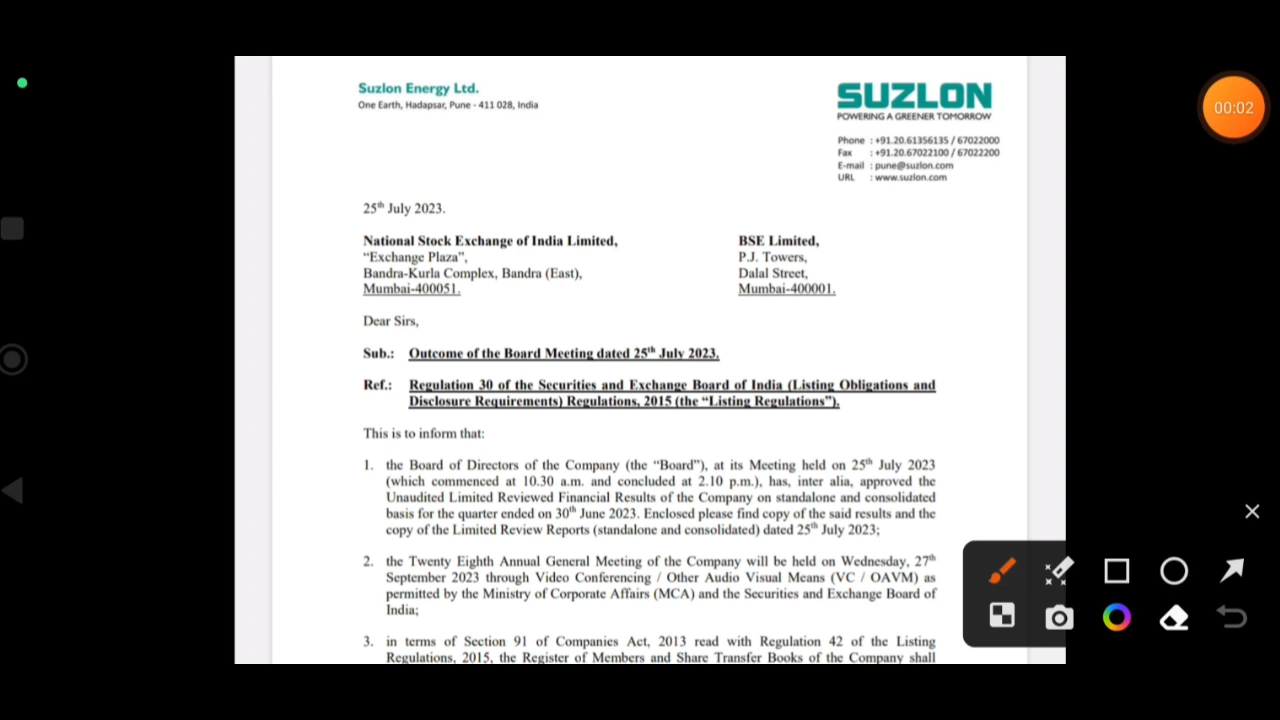 Suzlon Energy Ltd.
One Earth, Hadapsar, Pune - 411 028, India
SUZLON
POWERING A GREENER TOMORROW
Phone : +91.20.61356135 / 67022000
Fax : +91.20.67022100 / 67022200
E-mail : pune@suzlon.com
URL : www.suzlon.com
00:02
25th July 2023.
National Stock Exchange of India Limited,
“Exchange Plaza”,
Bandra-Kurla Complex, Bandra (East),
Mumbai-400051.
BSE Limited,
P.J. Towers,
Dalal Street,
Mumbai-400001.
Dear Sirs,
Sub.: Outcome of the Board Meeting dated 25th July 2023.
Ref.: Regulation 30 of the Securities and Exchange Board of India (Listing Obligations and
Disclosure Requirements) Regulations, 2015 (the “Listing Regulations”).
This is to inform that:
1. the Board of Directors of the Company (the “Board”), at its Meeting held on 25th July 2023
(which commenced at 10.30 a.m. and concluded at 2.10 p.m.), has, inter alia, approved the
Unaudited Limited Reviewed Financial Results of the Company on standalone and consolidated
basis for the quarter ended on 30th June 2023. Enclosed please find copy of the said results and the
copy of the Limited Review Reports (standalone and consolidated) dated 25th July 2023;
2. the Twenty Eighth Annual General Meeting of the Company will be held on Wednesday, 27th
September 2023 through Video Conferencing / Other Audio Visual Means (VC / OAVM) as
permitted by the Ministry of Corporate Affairs (MCA) and the Securities and Exchange Board of
India;
3. in terms of Section 91 of Companies Act, 2013 read with Regulation 42 of the Listing
Regulations, 2015, the Register of Members and Share Transfer Books of the Company shall